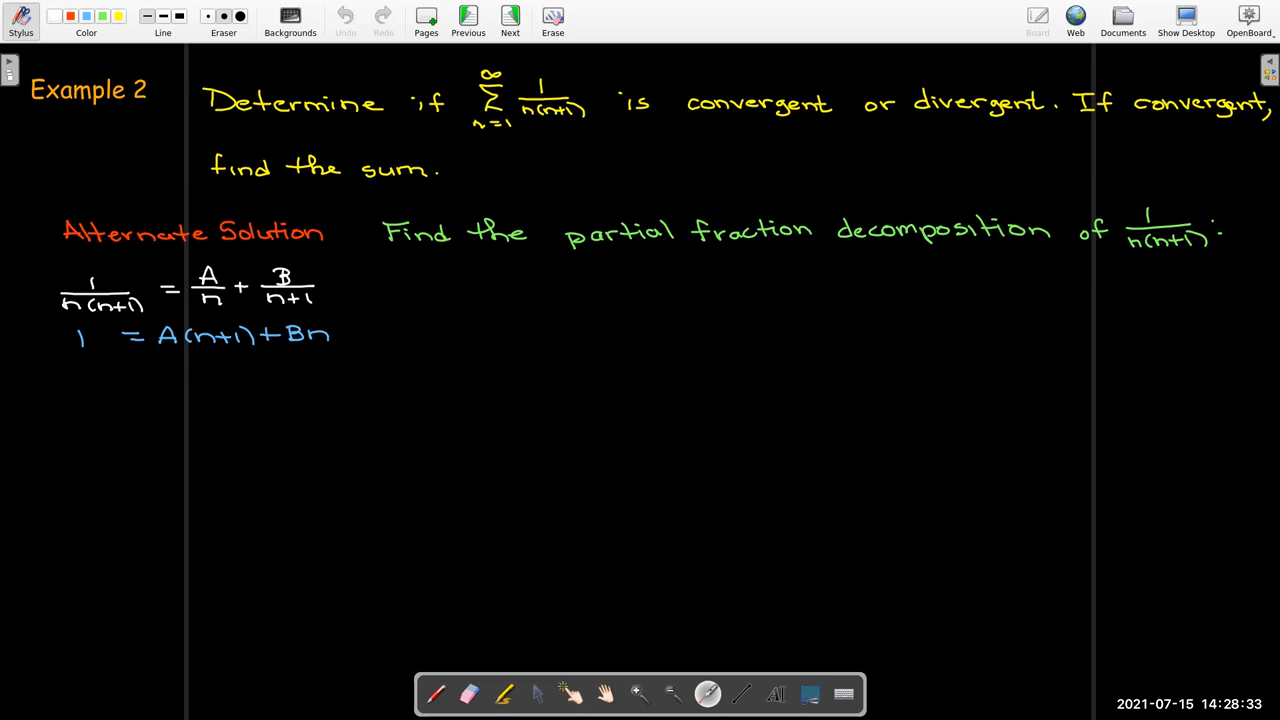 Stylus Color Line Eraser Backgrounds Undo Redo Pages Previous Next Erase Board Web Documents Show Desktop OpenBoard
Example 2 Determine if ∞ Σ n=1 1/n(n+1) is convergent or divergent. If convergent,
find the sum.
Alternate Solution Find the partial fraction decomposition of 1/n(n+1):
1/n(n+1) = A/n + B/n+1
1 = A(n+1)+Bn
AI
2021-07-15 14:28:33